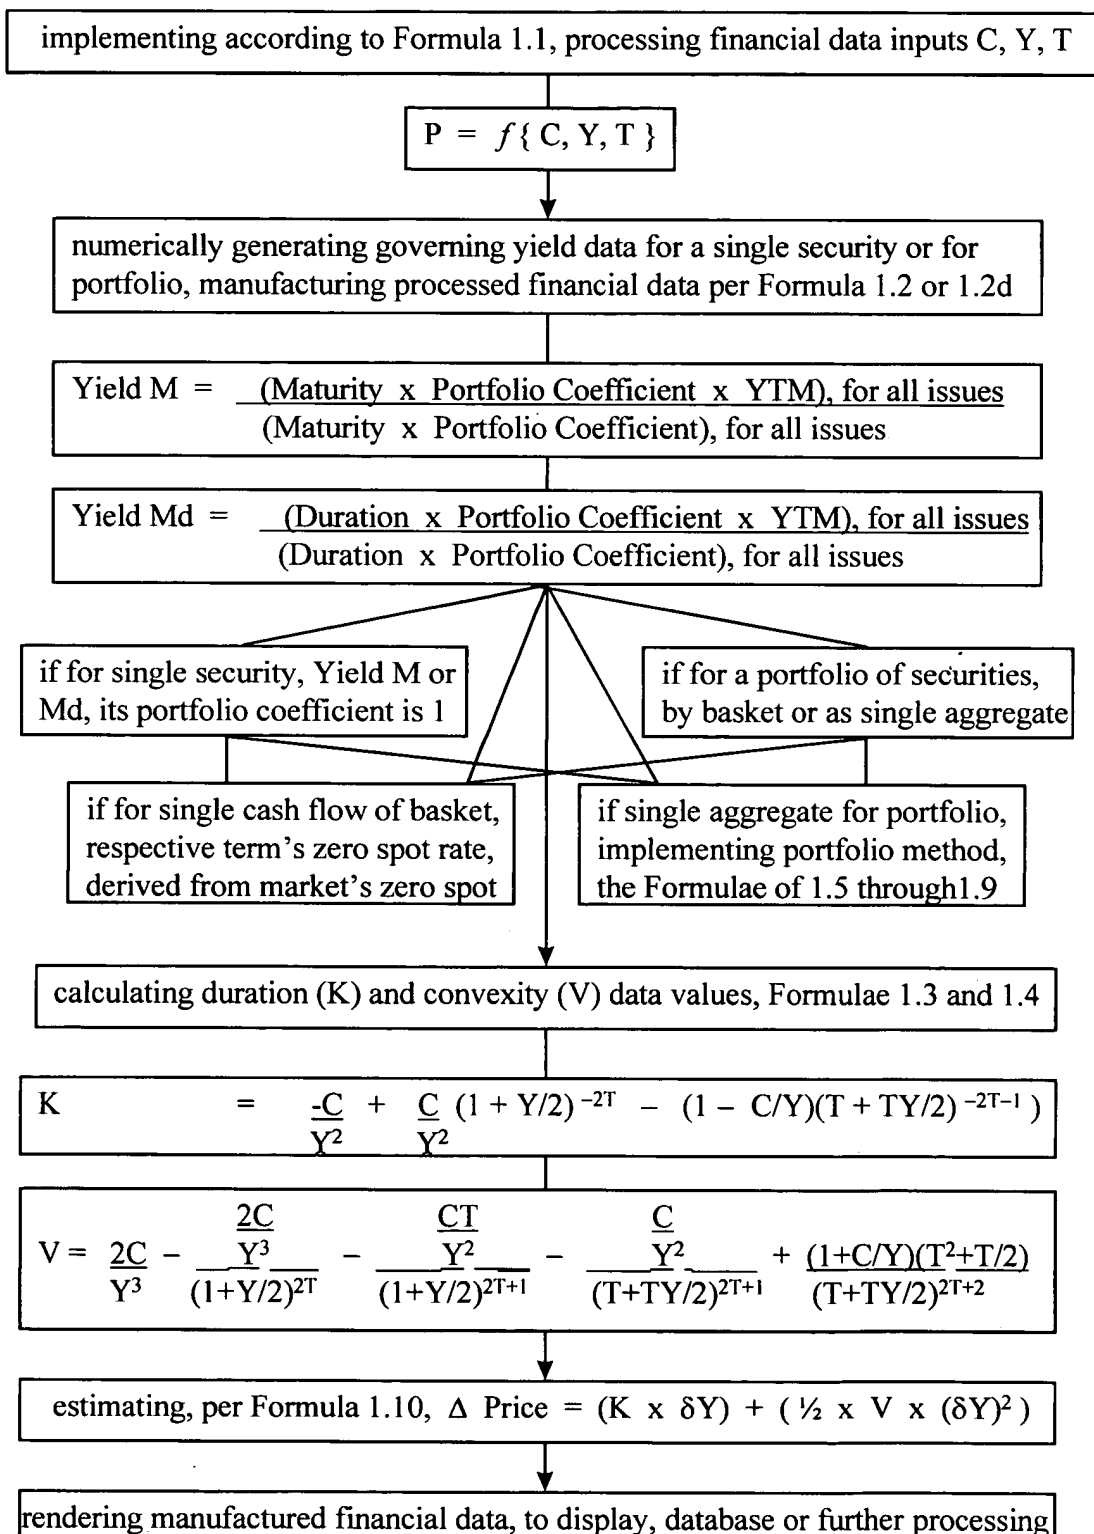 implementing according to Formula 1.1, processing financial data inputs C, Y, T
P = f{ C, Y, T }
numerically generating governing yield data for a single security or for
portfolio, manufacturing processed financial data per Formula 1.2 or 1.2d
Yield M = (Maturity x Portfolio Coefficient x YTM), for all issues
(Maturity x Portfolio Coefficient), for all issues
Yield Md = (Duration x Portfolio Coefficient x YTM), for all issues
(Duration x Portfolio Coefficient), for all issues
if for single security, Yield M or
Md, its portfolio coefficient is 1
if for a portfolio of securities,
by basket or as single aggregate
if for single cash flow of basket,
respective term's zero spot rate,
derived from market's zero spot
if single aggregate for portfolio,
implementing portfolio method,
the Formulae of 1.5 through1.9
calculating duration (K) and convexity (V) data values, Formulae 1.3 and 1.4
K = -C + C (1 + Y/2) ⁻²ᵀ – (1 – C/Y)(T + TY/2) ⁻²ᵀ⁻¹ )
Y² Y²
2C CT C
V = 2C – Y³ – Y² – Y² + (1+C/Y)(T²+T/2)
Y³ (1+Y/2)²ᵀ (1+Y/2)²ᵀ⁺¹ (T+TY/2)²ᵀ⁺¹ (T+TY/2)²ᵀ⁺²
estimating, per Formula 1.10, Δ Price = (K x δY) + ( ½ x V x (δY)² )
rendering manufactured financial data, to display, database or further processing